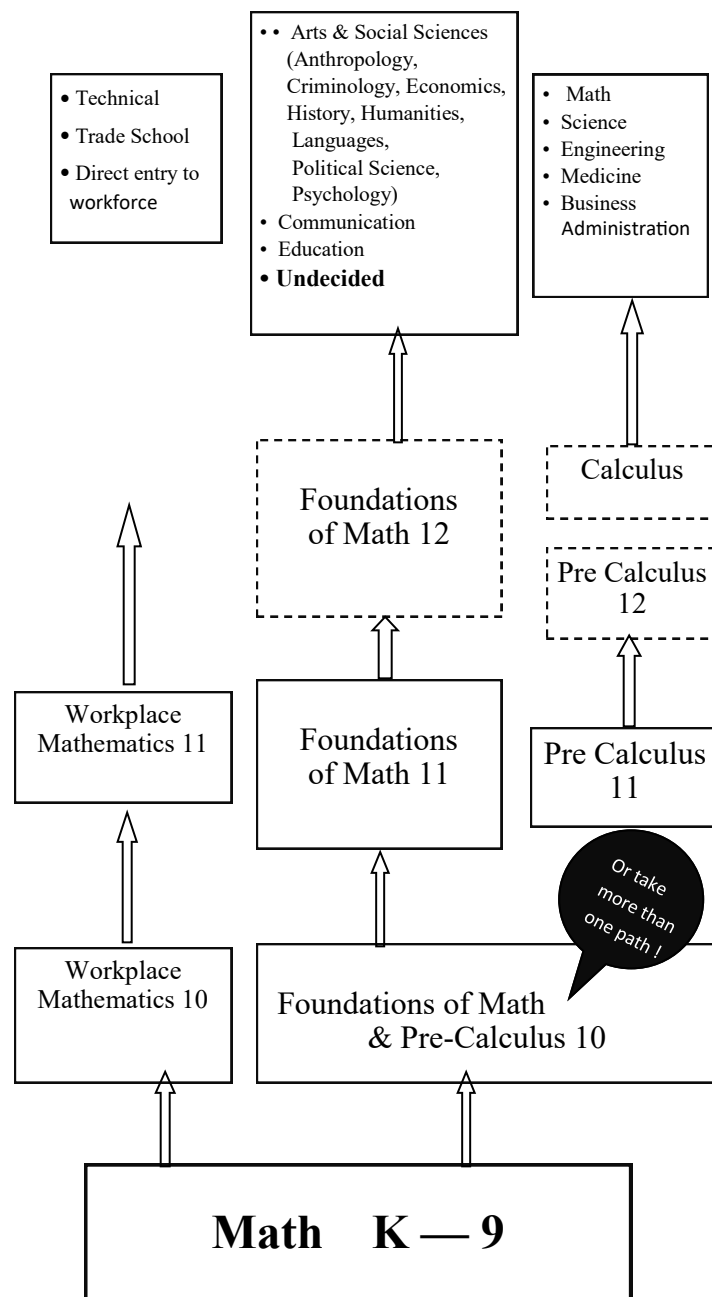 • Technical
• Trade School
• Direct entry to
workforce
• • Arts & Social Sciences
(Anthropology,
Criminology, Economics,
History, Humanities,
Languages,
Political Science,
Psychology)
• Communication
• Education
• Undecided
• Math
• Science
• Engineering
• Medicine
• Business
Administration
Foundations
of Math 12
Calculus
Pre Calculus
12
Workplace
Mathematics 11
Foundations
of Math 11
Pre Calculus
11
Or take
more than
one path !
Workplace
Mathematics 10
Foundations of Math
& Pre-Calculus 10
Math K — 9